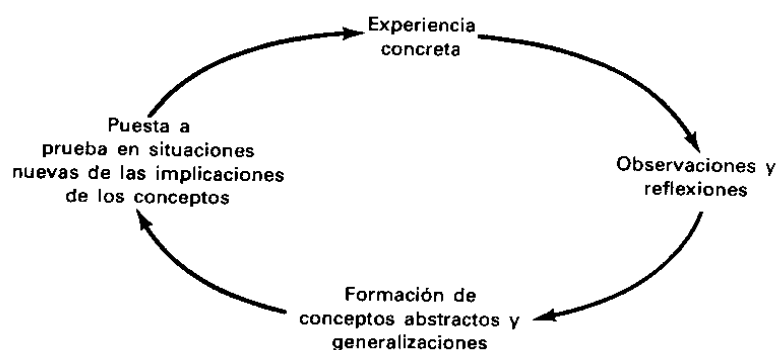 Experiencia
concreta
Observaciones y
reflexiones
Formación de
conceptos abstractos y
generalizaciones
Puesta a
prueba en situaciones
nuevas de las implicaciones
de los conceptos